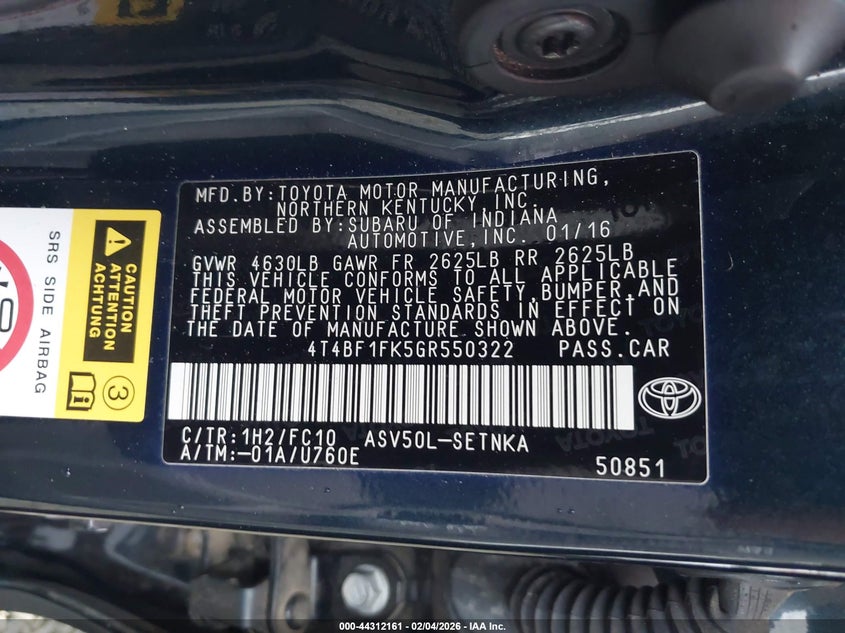 MFD.BY:TOYOTA MOTOR MANUFACTURING,
NORTHERN KENTUCKY, INC.
ASSEMBLED BY:SUBARU OF INDIANA
AUTOMOTIVE,INC. 01/16
GVWR 4630LB GAWR FR 2625LB RR 2625LB
THIS VEHICLE CONFORMS TO ALL APPLICABLE
FEDERAL MOTOR VEHICLE SAFETY,BUMPER,AND
THEFT PREVENTION STANDARDS IN EFFECT ON
THE DATE OF MANUFACTURE SHOWN ABOVE.
4T4BF1FK5GR550322 PASS.CAR
C/TR:1H2/FC10 ASV50L-SETNKA
A/TM:-01A/U760E
50851
SRS SIDE AIRBAG
CAUTION
ATTENTION
ACHTUNG
3
TOYOTA
000-44312161 - 02/04/2026 - IAA Inc.